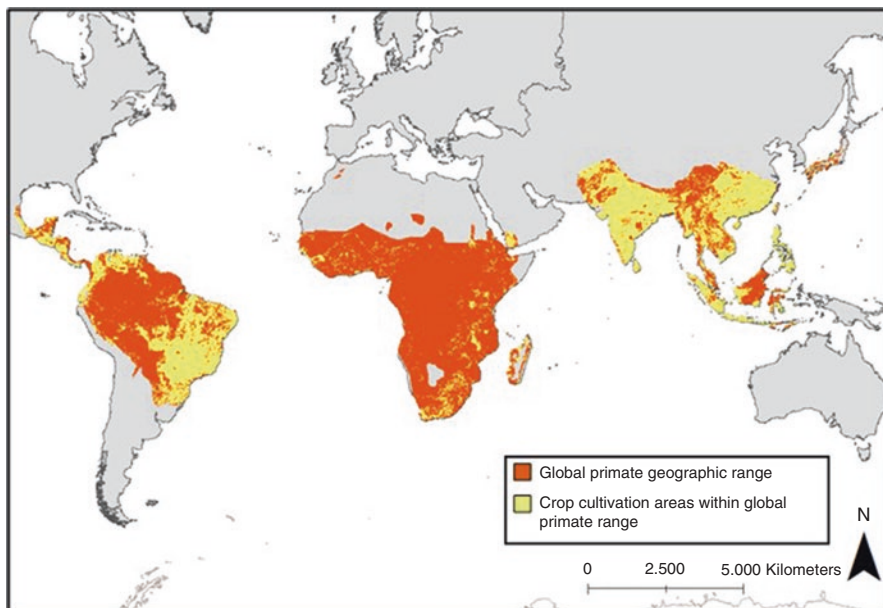 Global primate geographic range
Crop cultivation areas within global
primate range
N
0 2.500 5.000 Kilometers